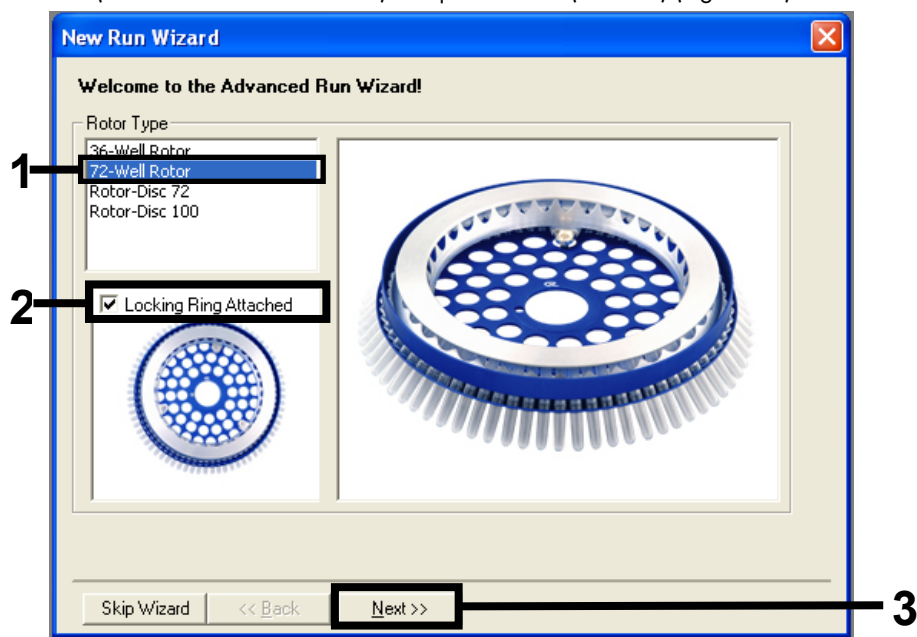 New Run Wizard
Welcome to the Advanced Run Wizard!
Rotor Type
36-Well Rotor
1
72-Well Rotor
Rotor-Disc 72
Rotor-Disc 100
2
Locking Ring Attached
Skip Wizard
<< Back
Next >>
3